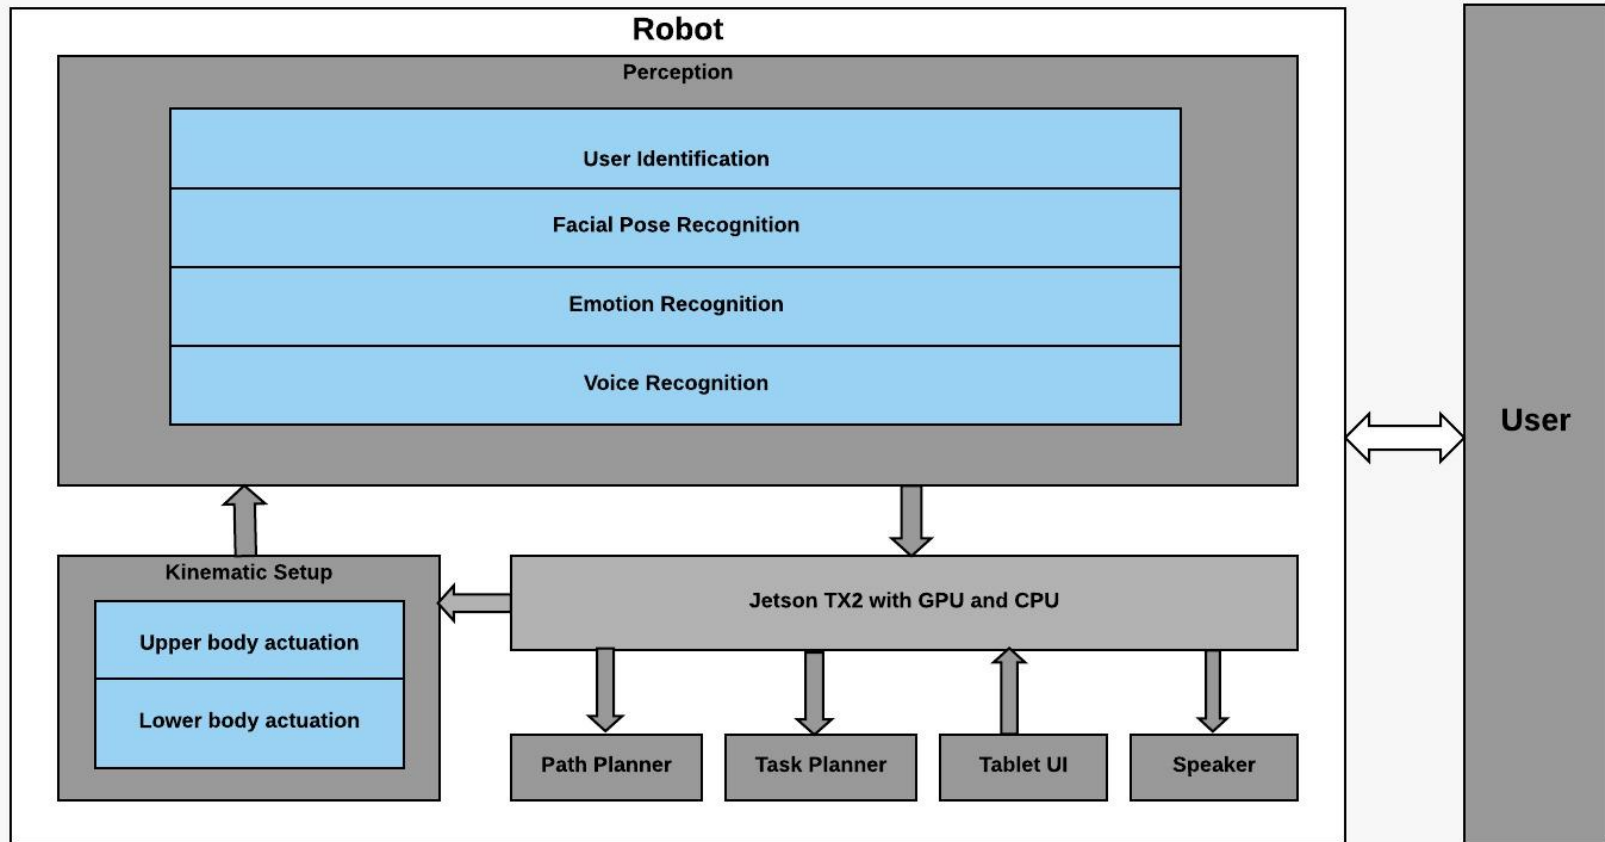 Robot
Perception
User Identification
Facial Pose Recognition
Emotion Recognition
Voice Recognition
User
Kinematic Setup
Upper body actuation
Lower body actuation
Jetson TX2 with GPU and CPU
Path Planner
Task Planner
Tablet UI
Speaker